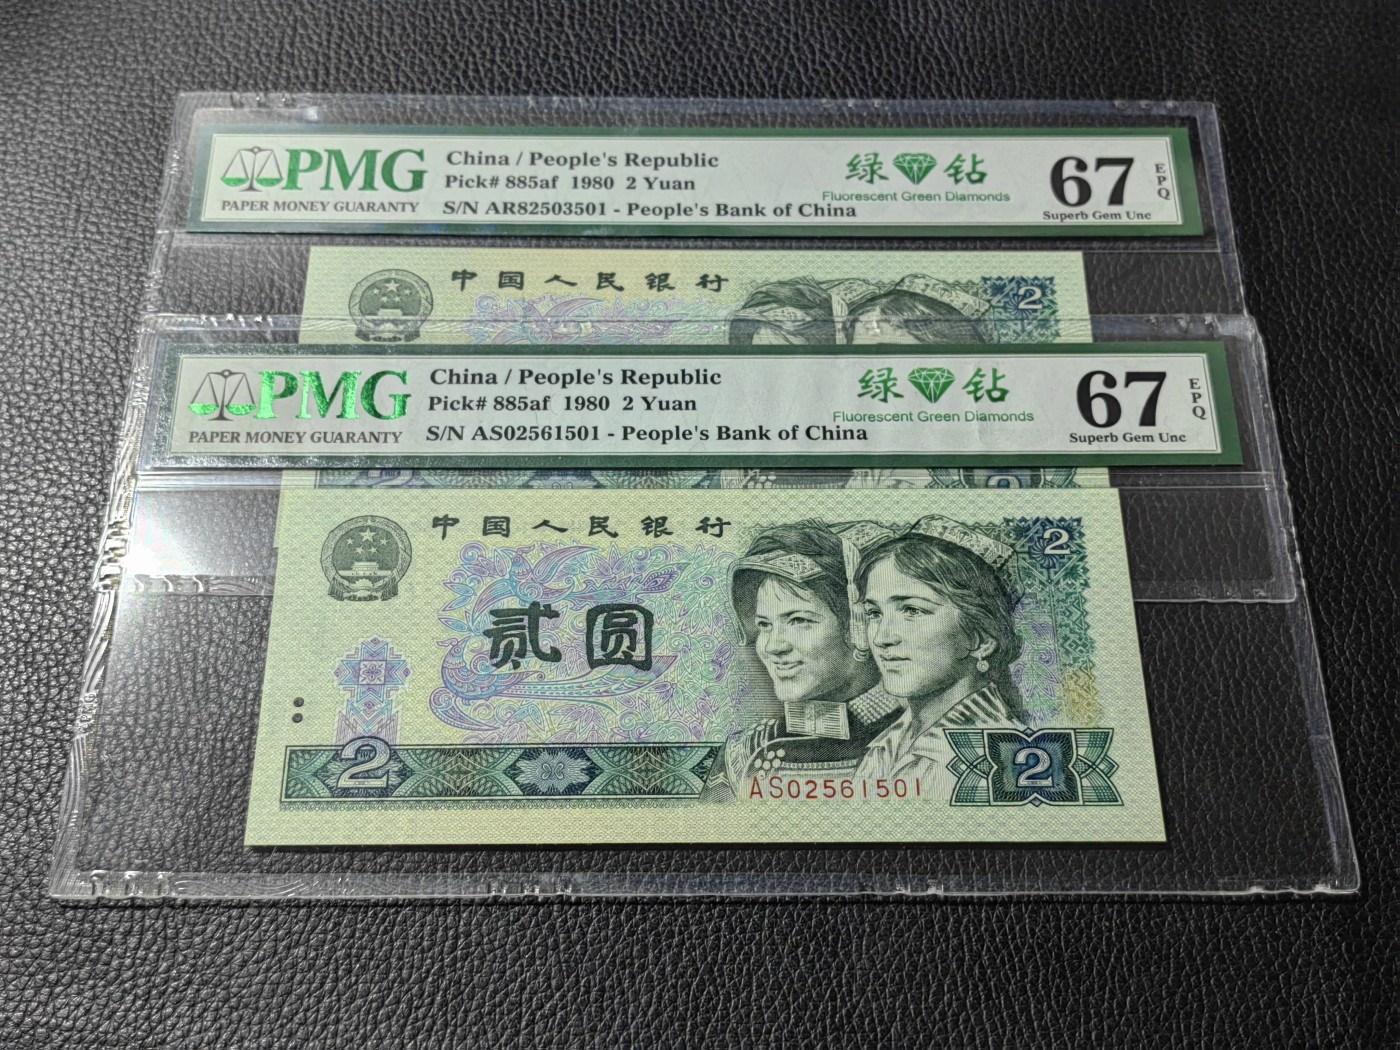 PMG
PAPER MONEY GUARANTY
China / People's Republic
Pick# 885af 1980 2 Yuan
S/N AR82503501 - People's Bank of China
绿钻
Fluorescent Green Diamonds
67
EPQ
Superb Gem Unc
中国人民银行
2
PMG
PAPER MONEY GUARANTY
China / People's Republic
Pick# 885af 1980 2 Yuan
S/N AS02561501 - People's Bank of China
绿钻
Fluorescent Green Diamonds
67
EPQ
Superb Gem Unc
2
2
中国人民银行
2
贰圆
2
AS02561501
2